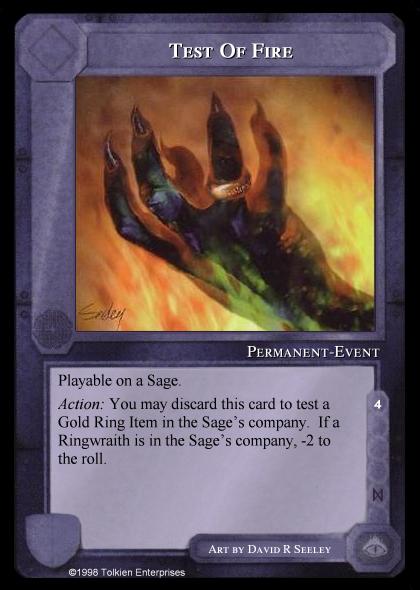 TEST OF FIRE
Seeley
PERMANENT-EVENT
Playable on a Sage.
Action: You may discard this card to test a
Gold Ring Item in the Sage's company. If a
Ringwraith is in the Sage's company, -2 to
the roll.
4
ART BY DAVID R SEELEY
©1998 Tolkien Enterprises